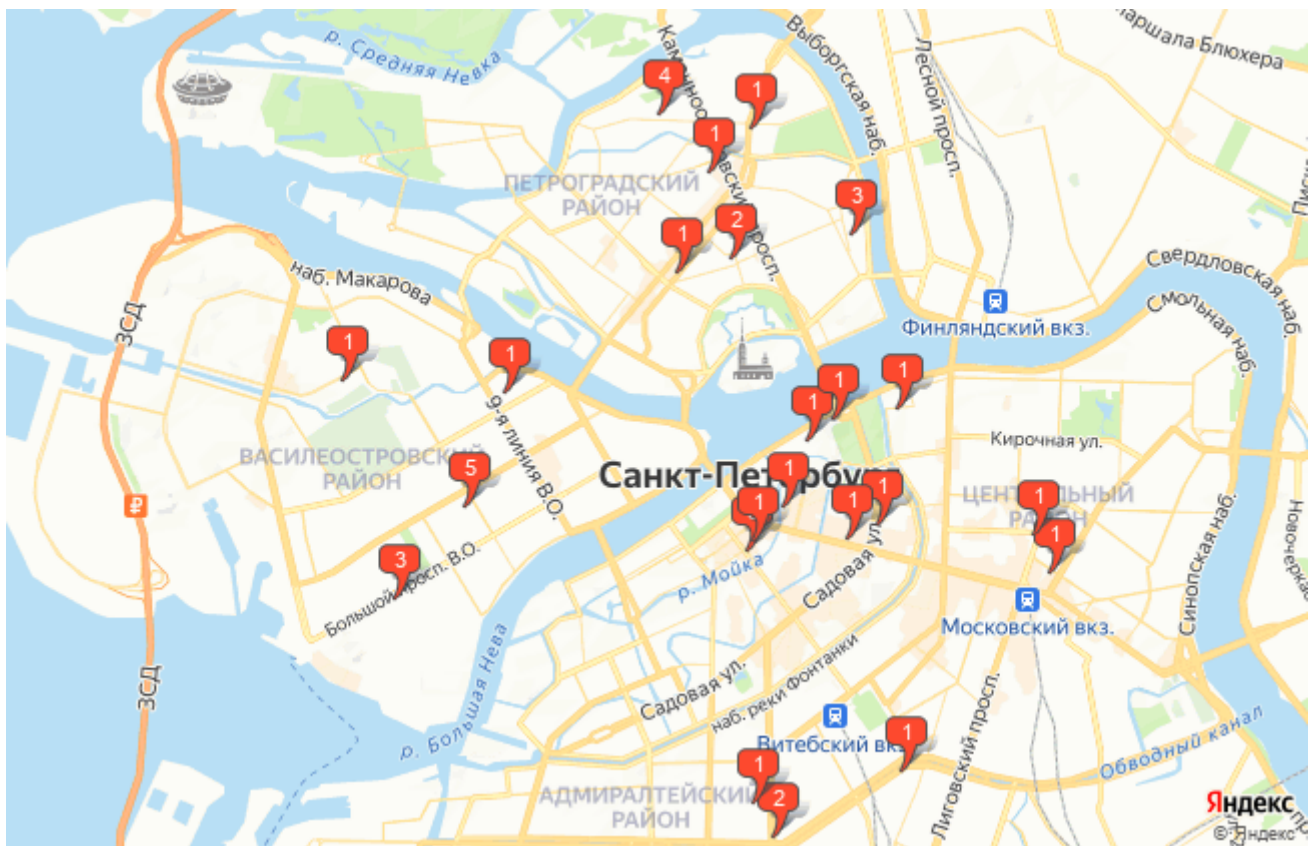 р. Средняя Невка
Каменноостровский просп.
Выборгская наб.
Лесной просп.
Маршала Блюхера
4
1
1
ПЕТРОГРАДСКИЙ
РАЙОН
3
2
1
наб. Макарова
Свердловская наб.
Смольная наб.
Финляндский вкз.
ЗСД
1
1
1
1
1
9-я линия В.О.
Кирочная ул.
ВАСИЛЕОСТРОВСКИЙ
РАЙОН
5
Санкт-Петербург
1
1
1
1
ЦЕНТРАЛЬНЫЙ
РАЙОН
1
1
3
Большой просп. В.О.
р. Мойка
Садовая ул.
Московский вкз.
Синопская наб.
ЗСД
р. Большая Нева
Садовая ул.
наб. реки Фонтанки
Лиговский просп.
Витебский вкз.
1
Обводный канал
1
2
АДМИРАЛТЕЙСКИЙ
РАЙОН
Яндекс
© Яндекс